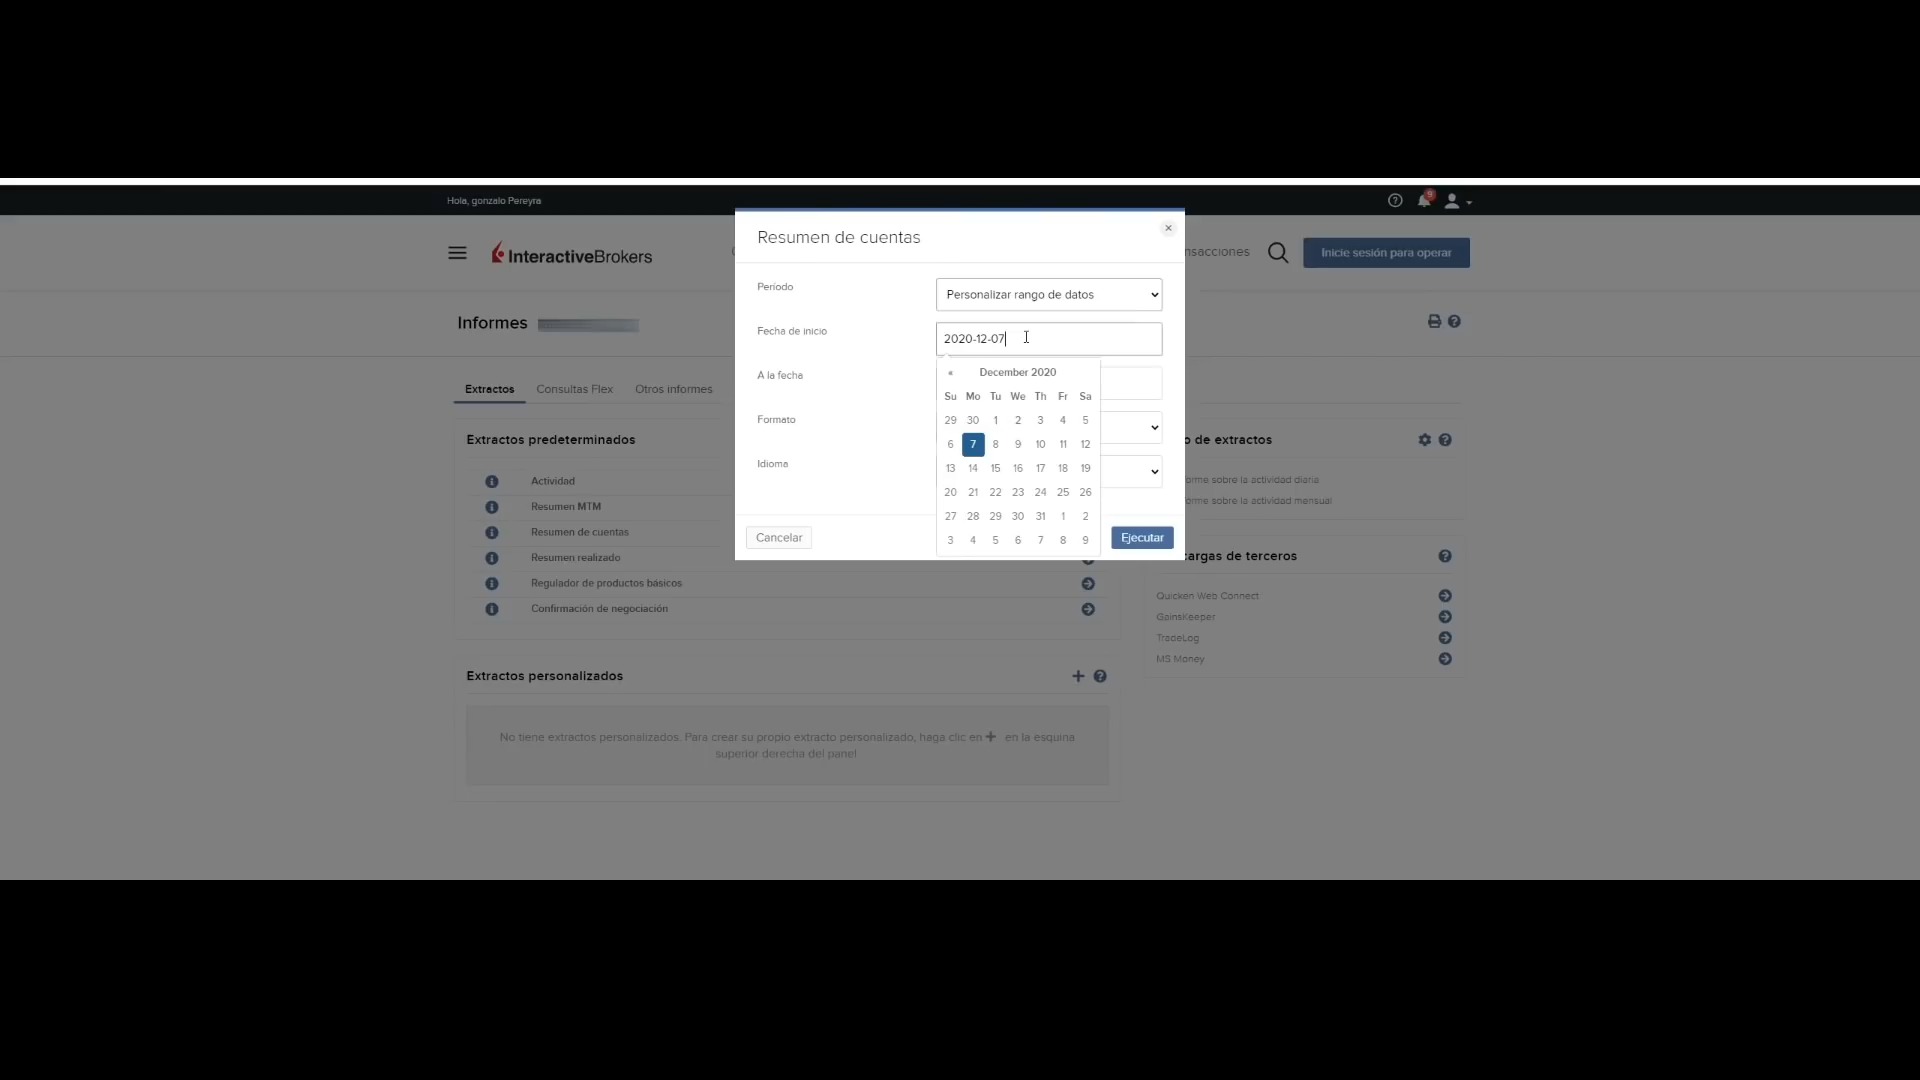 Hola, gonzalo Pereyra
9
InteractiveBrokers
nsacciones
Inicie sesión para operar
Resumen de cuentas
×
Período
Personalizar rango de datos
Fecha de inicio
2020-12-07
A la fecha
Formato
Idioma
« December 2020
Su Mo Tu We Th Fr Sa
29 30 1 2 3 4 5
6 7 8 9 10 11 12
13 14 15 16 17 18 19
20 21 22 23 24 25 26
27 28 29 30 31 1 2
3 4 5 6 7 8 9
Cancelar
Ejecutar
Informes
Extractos Consultas Flex Otros informes
Extractos predeterminados
Actividad
Resumen MTM
Resumen de cuentas
Resumen realizado
Regulador de productos básicos
Confirmación de negociación
Extractos personalizados
No tiene extractos personalizados. Para crear su propio extracto personalizado, haga clic en + en la esquina
superior derecha del panel
o de extractos
orme sobre la actividad diaria
orme sobre la actividad mensual
cargas de terceros
Quicken Web Connect
GainsKeeper
TradeLog
MS Money